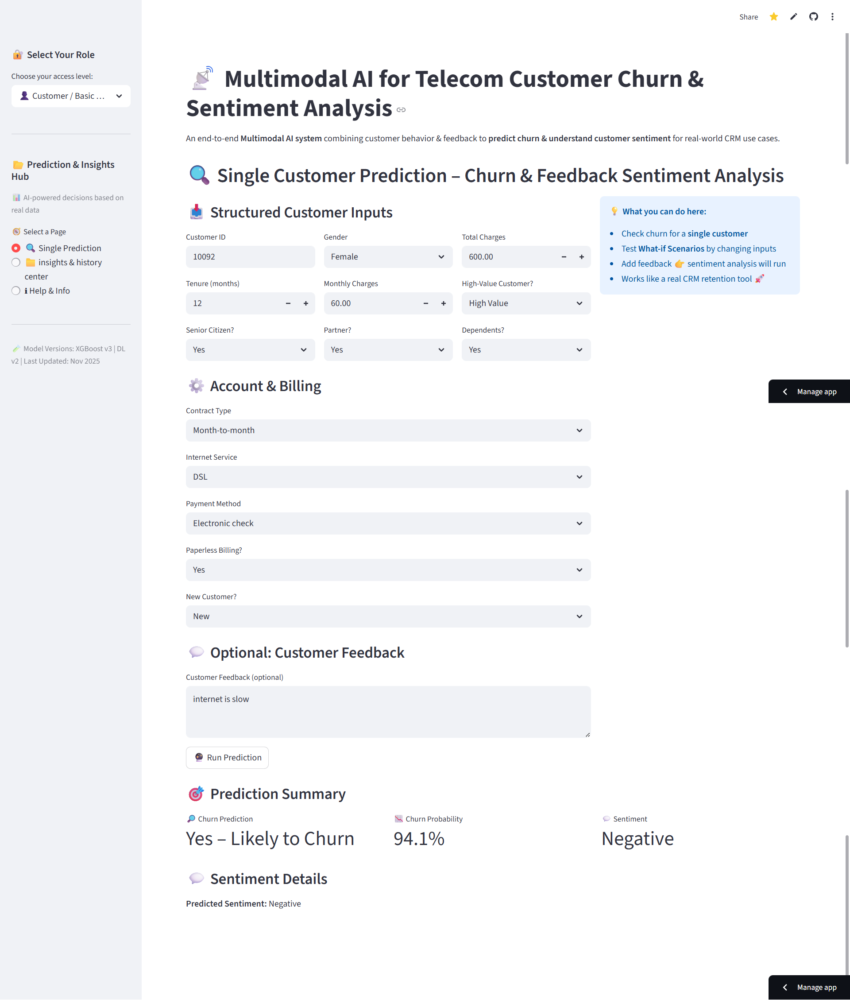 Share
🔐 Select Your Role
Choose your access level:
👤 Customer / Basic ...
📂 Prediction & Insights
Hub
📊 AI-powered decisions based on
real data
🧭 Select a Page
🔍 Single Prediction
📁 insights & history
center
ℹ Help & Info
🧪 Model Versions: XGBoost v3 | DL
v2 | Last Updated: Nov 2025
📡 Multimodal AI for Telecom Customer Churn &
Sentiment Analysis
An end-to-end Multimodal AI system combining customer behavior & feedback to predict churn & understand customer sentiment for real-world CRM use cases.
🔍 Single Customer Prediction – Churn & Feedback Sentiment Analysis
📥 Structured Customer Inputs
Customer ID Gender Total Charges
10092 Female 600.00 − +
Tenure (months) Monthly Charges High-Value Customer?
12 − + 60.00 − + High Value
Senior Citizen? Partner? Dependents?
Yes Yes Yes
💡 What you can do here:
• Check churn for a single customer
• Test What-if Scenarios by changing inputs
• Add feedback 👉 sentiment analysis will run
• Works like a real CRM retention tool 🚀
⚙️ Account & Billing
Manage app
Contract Type
Month-to-month
Internet Service
DSL
Payment Method
Electronic check
Paperless Billing?
Yes
New Customer?
New
💬 Optional: Customer Feedback
Customer Feedback (optional)
internet is slow
🔮 Run Prediction
🎯 Prediction Summary
🔎 Churn Prediction 📉 Churn Probability 💬 Sentiment
Yes – Likely to Churn 94.1% Negative
💬 Sentiment Details
Predicted Sentiment: Negative
Manage app